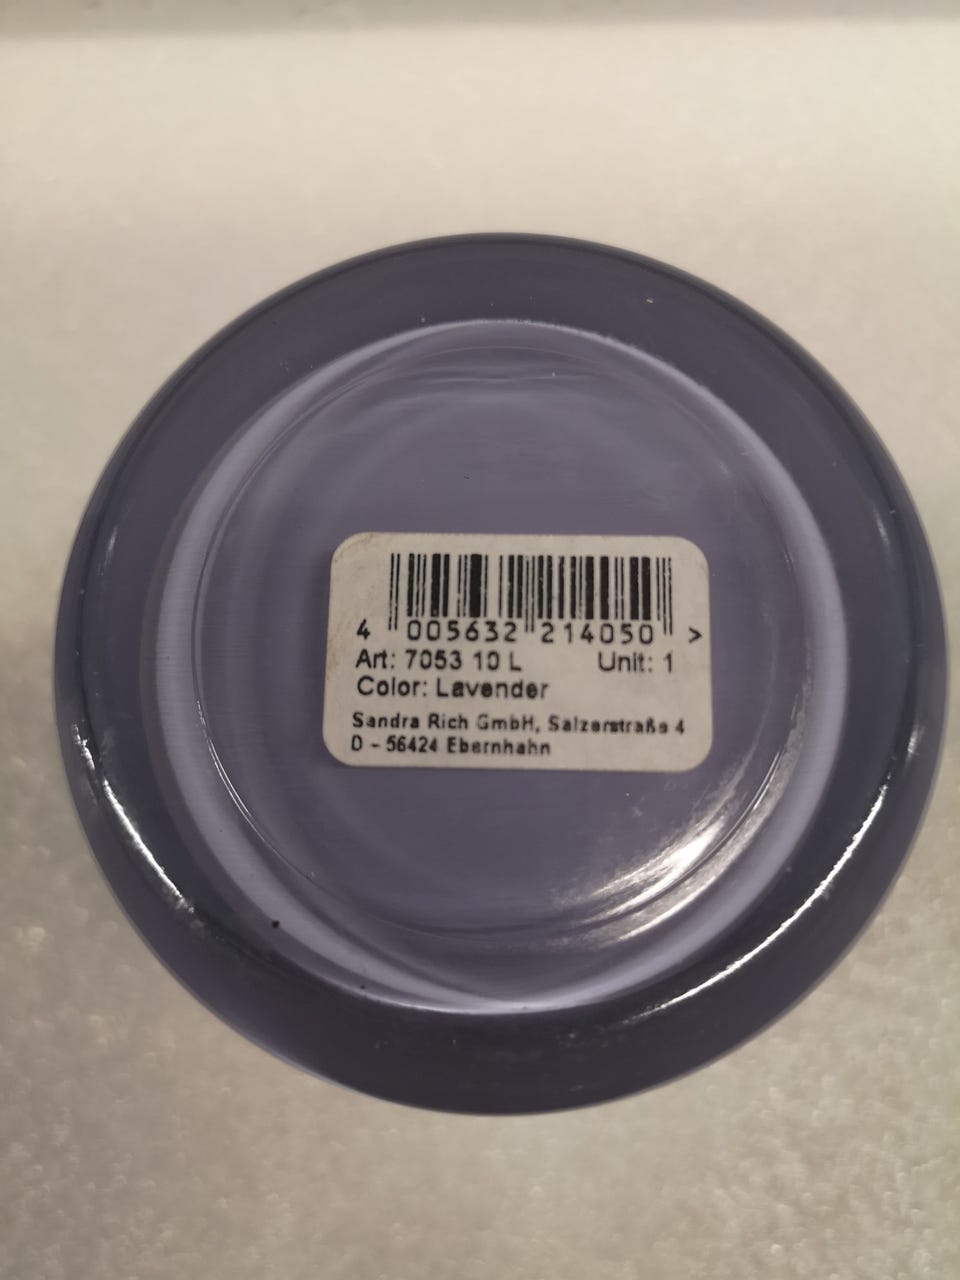 4 005632 214050 >
Art: 7053 10 L Unit: 1
Color: Lavender
Sandra Rich GmbH, Salzerstraße 4
D - 56424 Ebernhahn